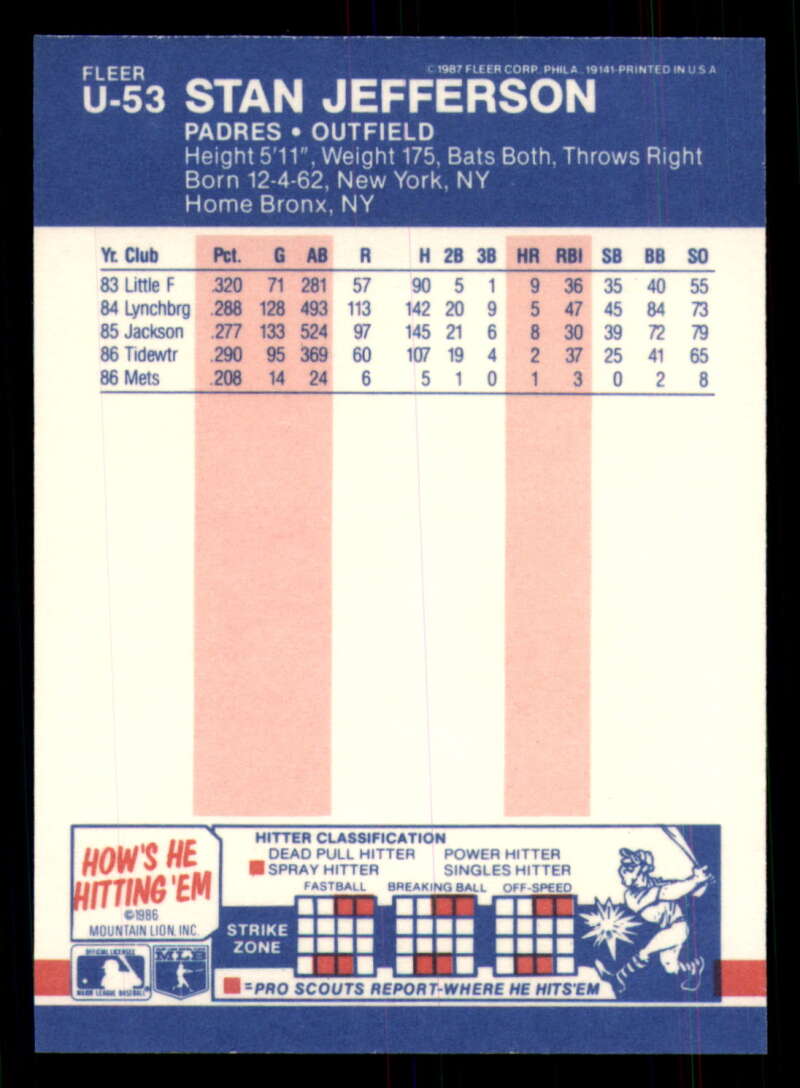 FLEER
©1987 FLEER CORP. PHILA. 19141-PRINTED IN U.S.A
U-53 STAN JEFFERSON
PADRES • OUTFIELD
Height 5'11", Weight 175, Bats Both, Throws Right
Born 12-4-62, New York, NY
Home Bronx, NY
Yr. Club Pct. G AB R H 2B 3B HR RBI SB BB SO
83 Little F .320 71 281 57 90 5 1 9 36 35 40 55
84 Lynchbrg .288 128 493 113 142 20 9 5 47 45 84 73
85 Jackson .277 133 524 97 145 21 6 8 30 39 72 79
86 Tidewtr .290 95 369 60 107 19 4 2 37 25 41 65
86 Mets .208 14 24 6 5 1 0 1 3 0 2 8
HOW'S HE
HITTING 'EM
©1986
MOUNTAIN LION, INC.
HITTER CLASSIFICATION
DEAD PULL HITTER POWER HITTER
SPRAY HITTER SINGLES HITTER
FASTBALL BREAKING BALL OFF-SPEED
STRIKE
ZONE
OFFICIAL LICENSEE
MAJOR LEAGUE BASEBALL
MLB
=PRO SCOUTS REPORT-WHERE HE HITS'EM